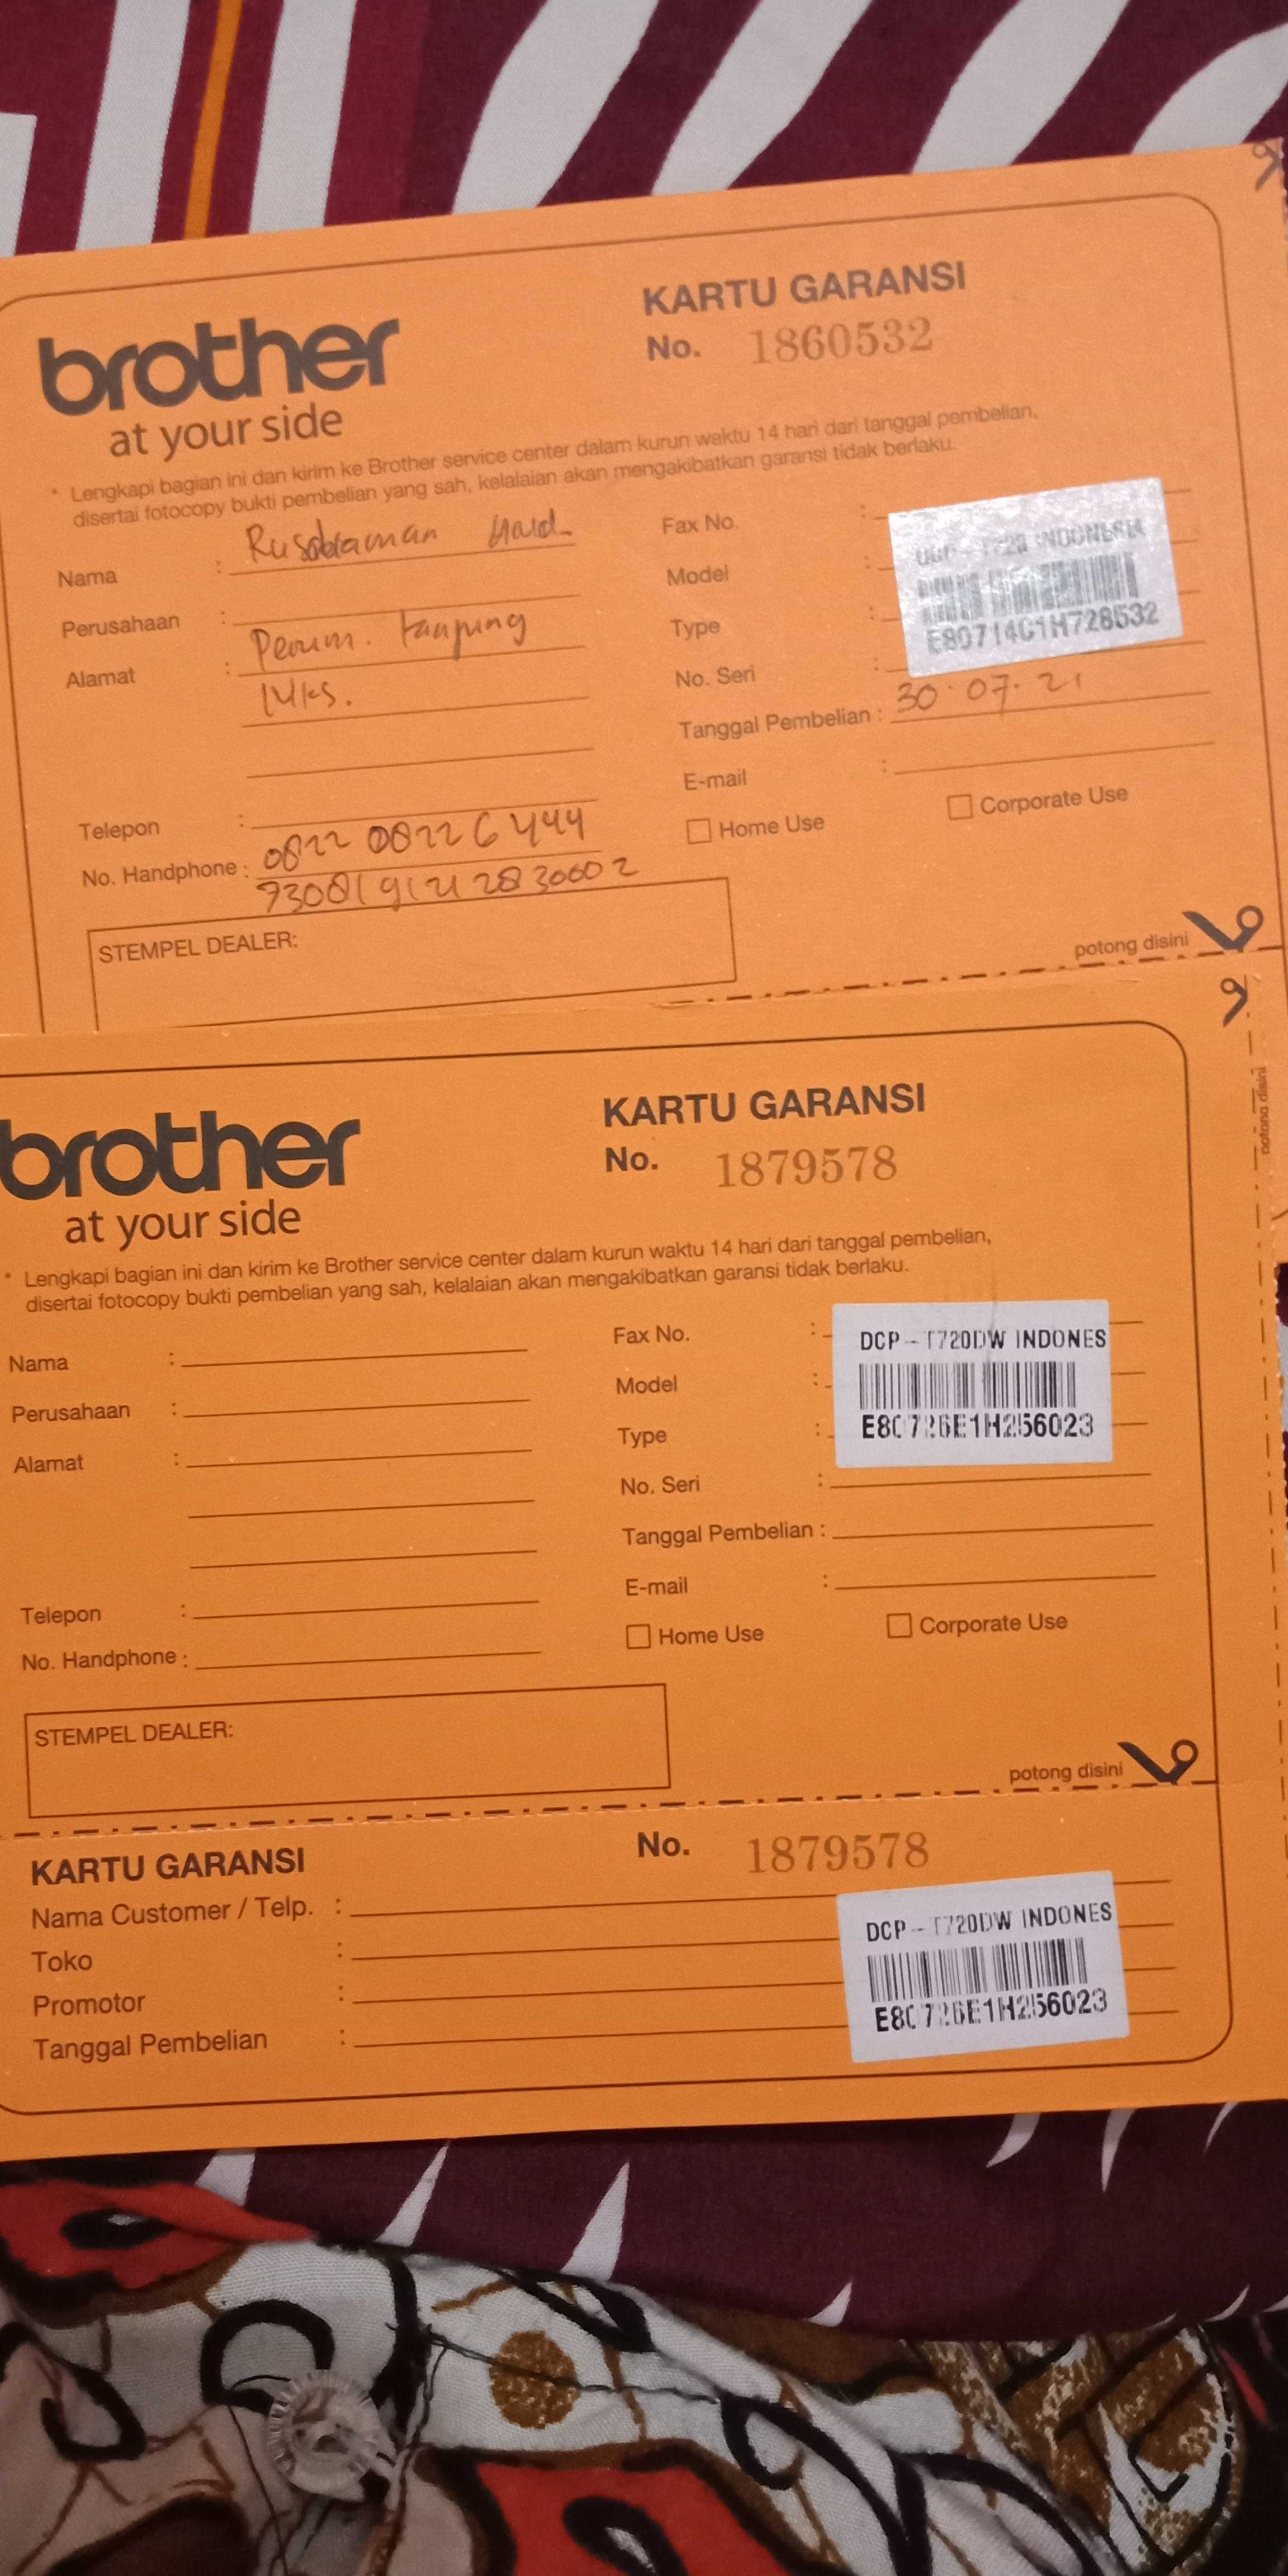 brother
at your side
KARTU GARANSI
No. 1860532
* Lengkapi bagian ini dan kirim ke Brother service center dalam kurun waktu 14 hari dari tanggal pembelian,
disertai fotocopy bukti pembelian yang sah, kelalaian akan mengakibatkan garansi tidak berlaku.
Nama :
Perusahaan :
Alamat : Perum. tanjung
Mks.
Telepon :
No. Handphone : 0822 0822 6444
STEMPEL DEALER:
Fax No. :
Model :
Type :
No. Seri :
INDONESIA
E80714C1H728532
Tanggal Pembelian : 30.07.21
E-mail :
Home Use
Corporate Use
potong disini
brother
at your side
KARTU GARANSI
No. 1879578
* Lengkapi bagian ini dan kirim ke Brother service center dalam kurun waktu 14 hari dari tanggal pembelian,
disertai fotocopy bukti pembelian yang sah, kelalaian akan mengakibatkan garansi tidak berlaku.
Nama :
Perusahaan :
Alamat :
Telepon :
No. Handphone :
STEMPEL DEALER:
Fax No. :
Model :
Type :
No. Seri :
DCP-T720DW INDONES
Tanggal Pembelian :
E-mail :
Home Use
Corporate Use
potong disini
potong disini
KARTU GARANSI
No. 1879578
Nama Customer / Telp. :
Toko :
Promotor :
Tanggal Pembelian :
DCP-T720DW INDONES